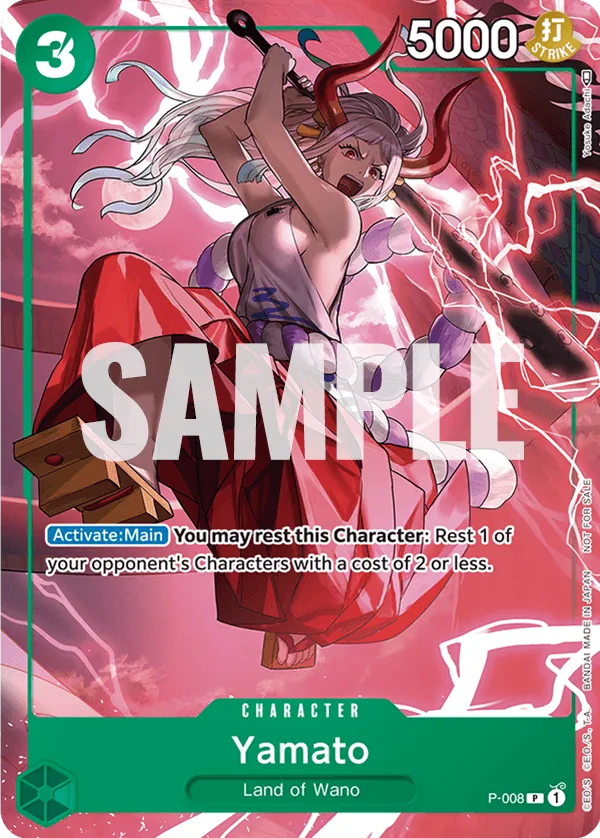 3
5000
打
STRIKE
Yosuke Adachi
SAMPLE
Activate:Main You may rest this Character: Rest 1 of
your opponent's Characters with a cost of 2 or less.
BANDAI MADE IN JAPAN NOT FOR SALE
CHARACTER
Yamato
Land of Wano
P-008 P 1